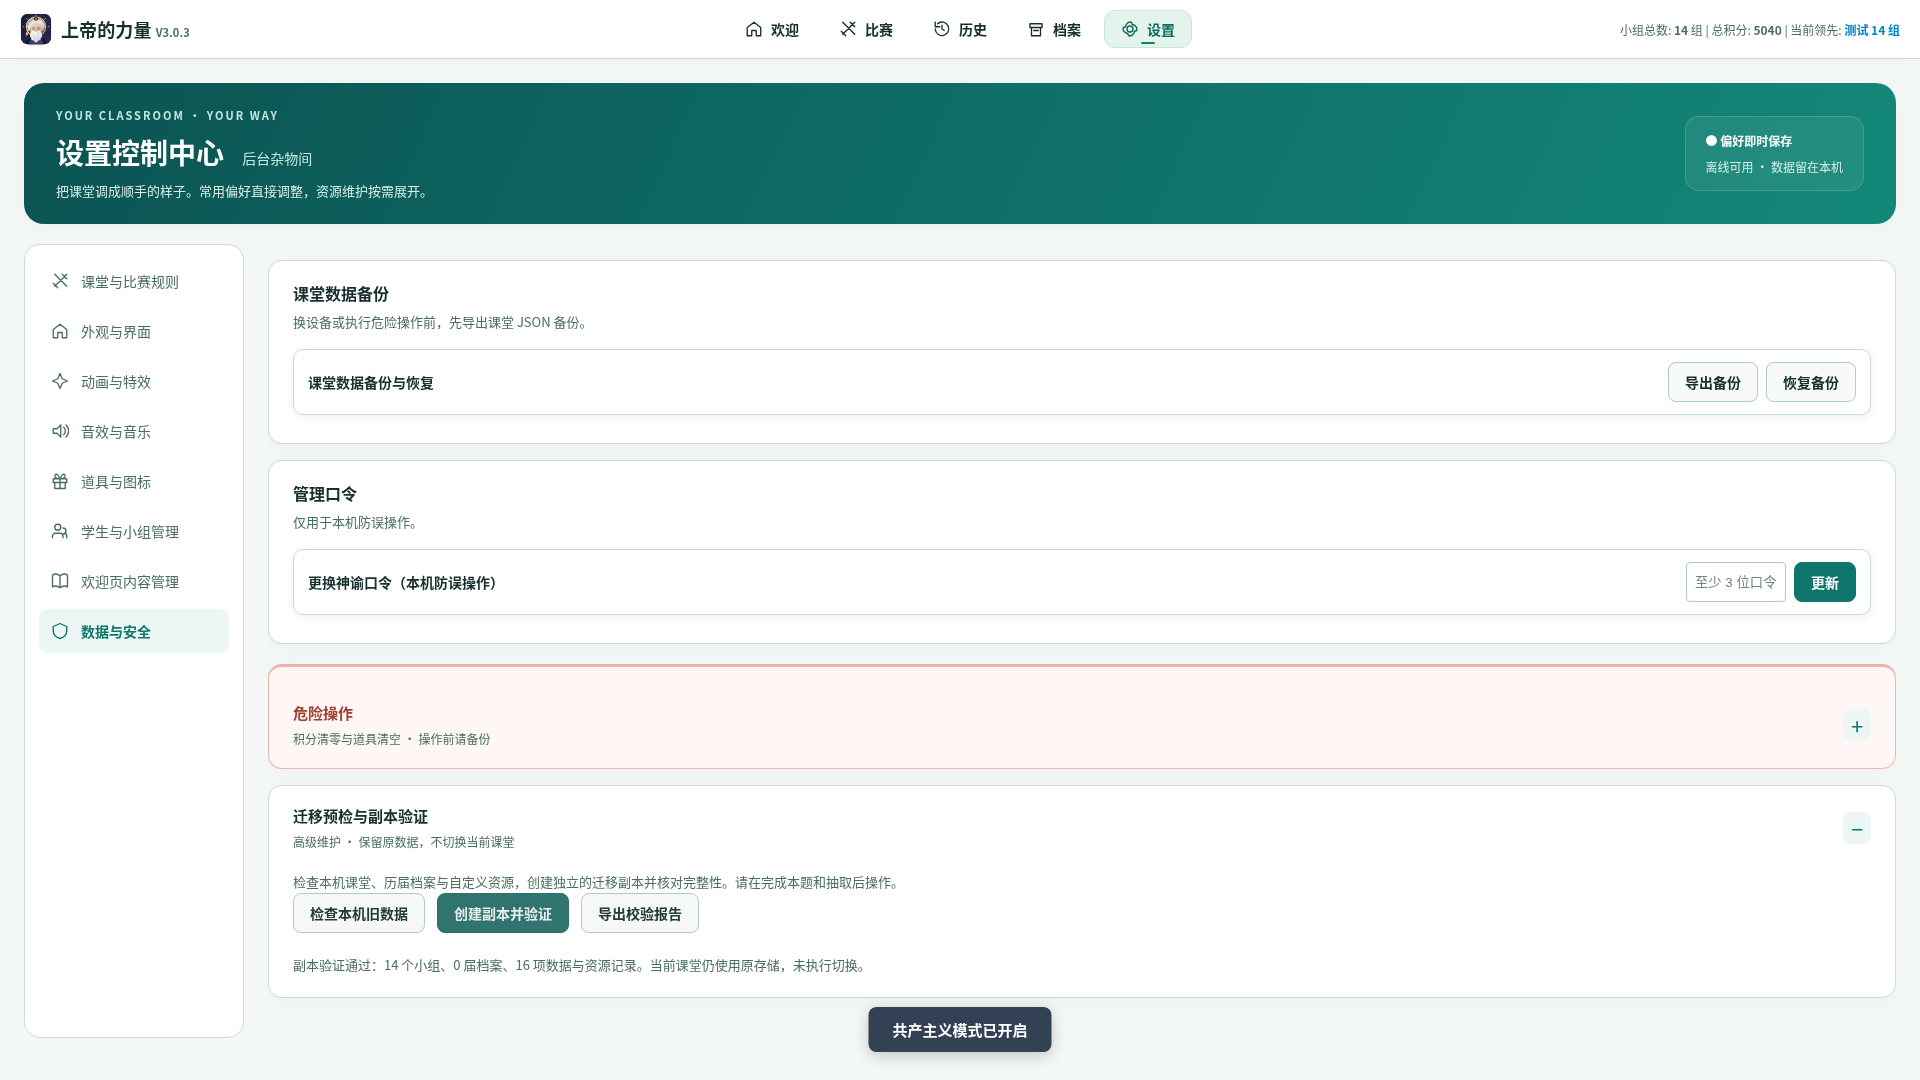 上帝的力量 V3.0.3
欢迎
比赛
历史
档案
设置
小组总数: 14 组 | 总积分: 5040 | 当前领先: 测试 14 组
YOUR CLASSROOM · YOUR WAY
设置控制中心 后台杂物间
把课堂调成顺手的样子。常用偏好直接调整，资源维护按需展开。
偏好即时保存
离线可用 · 数据留在本机
课堂与比赛规则
外观与界面
动画与特效
音效与音乐
道具与图标
学生与小组管理
欢迎页内容管理
数据与安全
课堂数据备份
换设备或执行危险操作前，先导出课堂 JSON 备份。
课堂数据备份与恢复
导出备份
恢复备份
管理口令
仅用于本机防误操作。
更换神谕口令（本机防误操作）
至少 3 位口令
更新
危险操作
积分清零与道具清空 · 操作前请备份
迁移预检与副本验证
高级维护 · 保留原数据，不切换当前课堂
检查本机课堂、历届档案与自定义资源，创建独立的迁移副本并核对完整性。请在完成本题和抽取后操作。
检查本机旧数据
创建副本并验证
导出校验报告
副本验证通过：14 个小组、0 届档案、16 项数据与资源记录。当前课堂仍使用原存储，未执行切换。
共产主义模式已开启